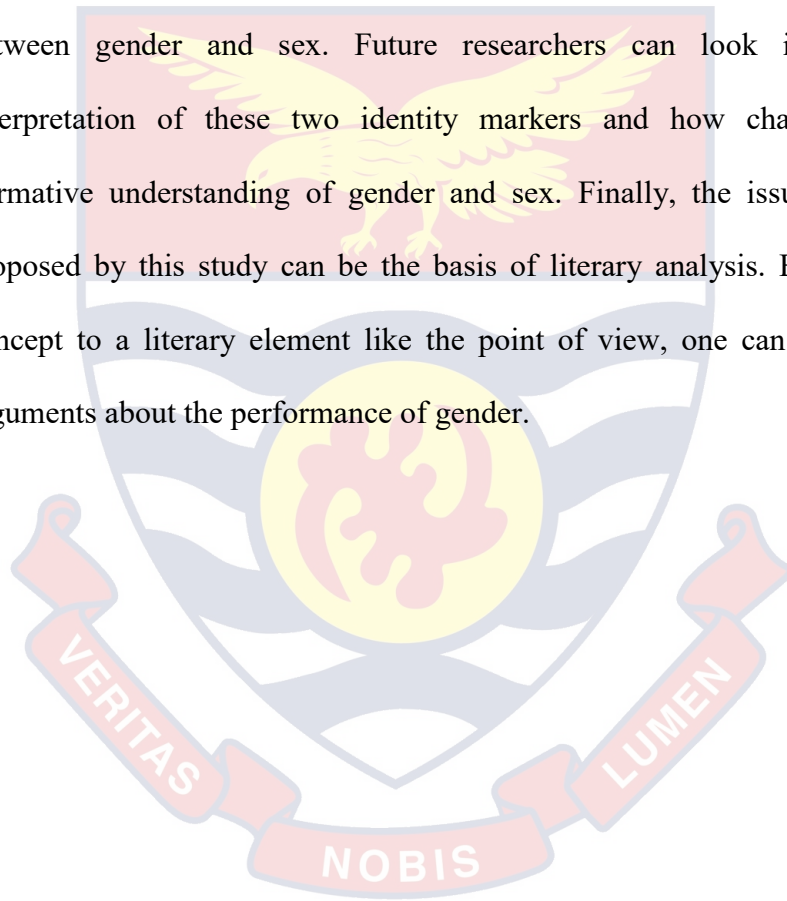 tween gender and sex. Future researchers can look i
erpretation of these two identity markers and how cha
rmative understanding of gender and sex. Finally, the issu
oposed by this study can be the basis of literary analysis.
ncept to a literary element like the point of view, one can
guments about the performance of gender.
VERITAS
NOBIS
LUMEN